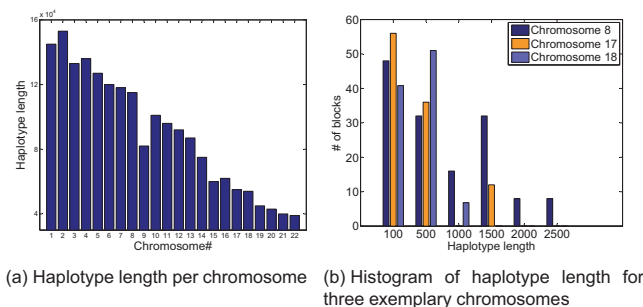 x 10⁴
16
12
8
4
Haplotype length
1 2 3 4 5 6 7 8 9 10 11 12 13 14 15 16 17 18 19 20 21 22
Chromosome#
(a) Haplotype length per chromosome
60
50
40
30
20
10
0
# of blocks
Chromosome 8
Chromosome 17
Chromosome 18
100 500 1000 1500 2000 2500
Haplotype length
(b) Histogram of haplotype length for
three exemplary chromosomes